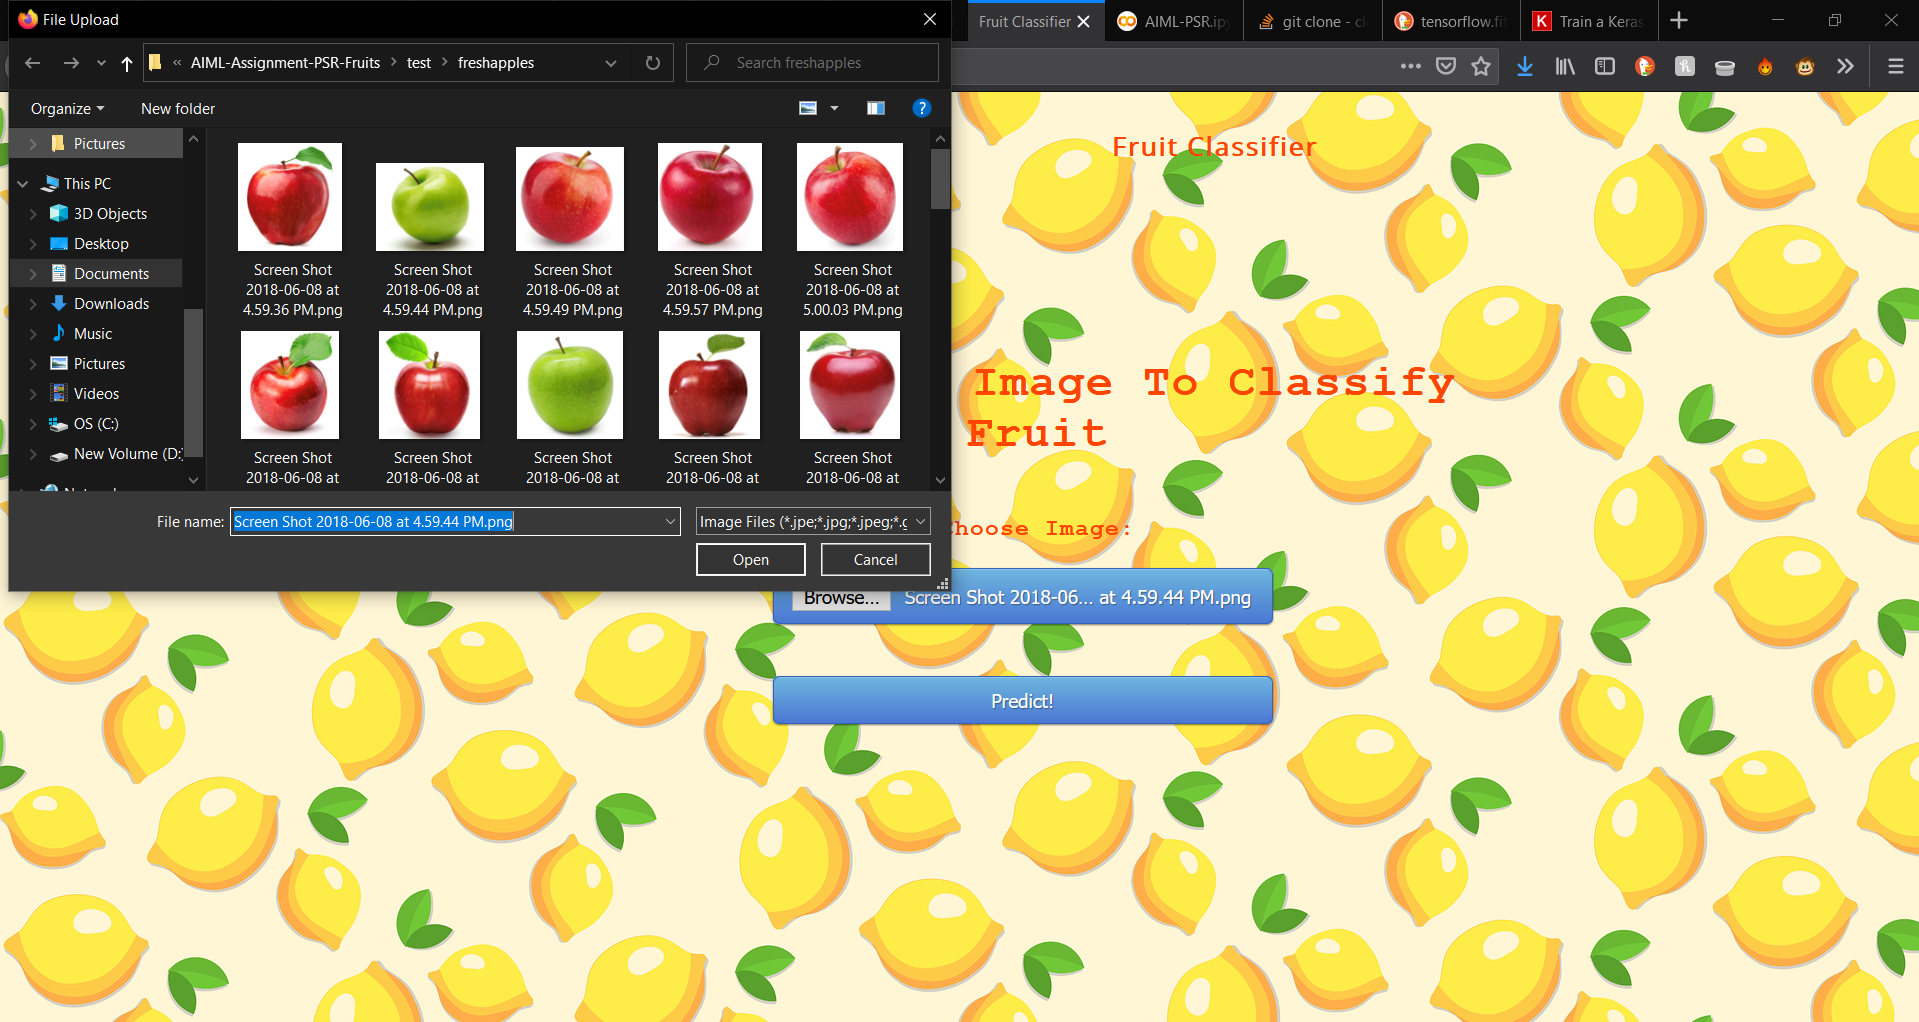 File Upload
« AIML-Assignment-PSR-Fruits > test > freshapples
Search freshapples
Organize
New folder
Pictures
This PC
3D Objects
Desktop
Documents
Downloads
Music
Pictures
Videos
OS (C:)
New Volume (D:
Screen Shot
2018-06-08 at
4.59.36 PM.png
Screen Shot
2018-06-08 at
4.59.44 PM.png
Screen Shot
2018-06-08 at
4.59.49 PM.png
Screen Shot
2018-06-08 at
4.59.57 PM.png
Screen Shot
2018-06-08 at
5.00.03 PM.png
Screen Shot
2018-06-08 at
Screen Shot
2018-06-08 at
Screen Shot
2018-06-08 at
Screen Shot
2018-06-08 at
Screen Shot
2018-06-08 at
File name:
Screen Shot 2018-06-08 at 4.59.44 PM.png
Image Files (*.jpe;*.jpg;*.jpeg;*.g
Open
Cancel
Fruit Classifier
AIML-PSR.ip
git clone - cl
tensorflow.fi
Train a Keras
Fruit Classifier
Image To Classify
Fruit
hoose Image:
Browse...
Screen Shot 2018-06... at 4.59.44 PM.png
Predict!